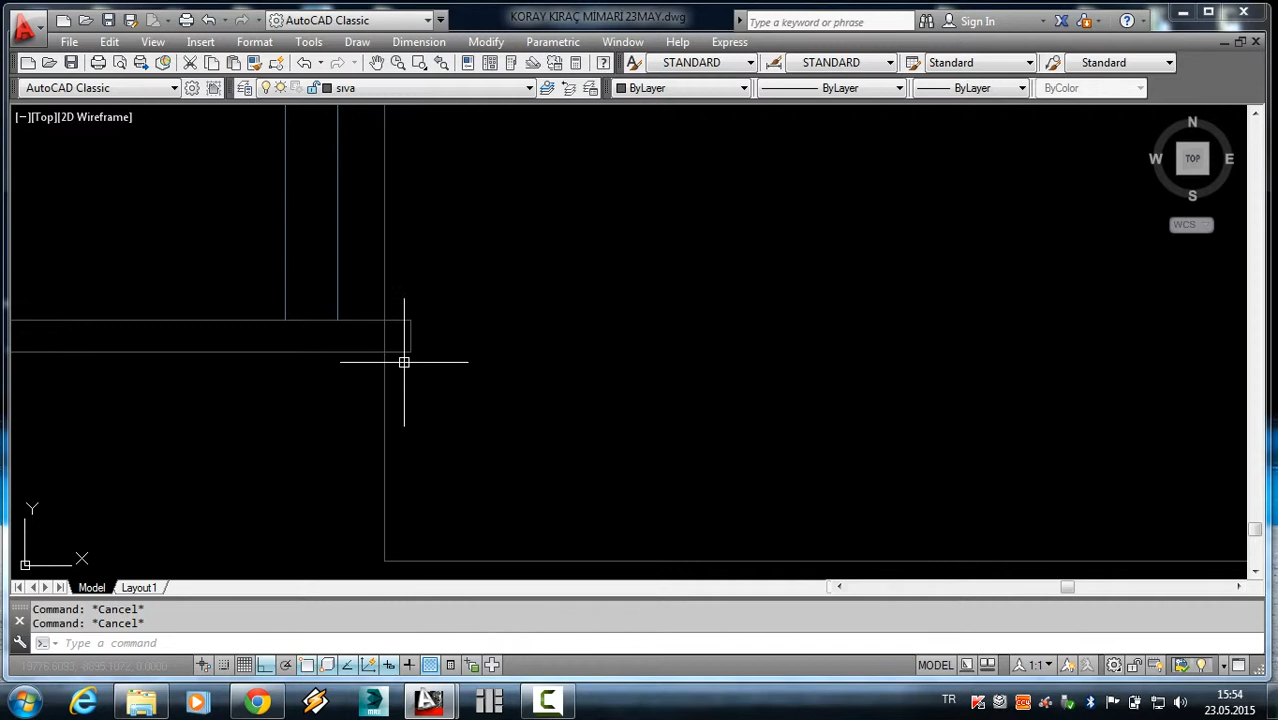 AutoCAD Classic
KORAY KIRAÇ MIMARI 23MAY.dwg
Type a keyword or phrase
Sign In
File Edit View Insert Format Tools Draw Dimension Modify Parametric Window Help Express
STANDARD STANDARD Standard Standard
AutoCAD Classic sıva ByLayer ByLayer ByLayer ByColor
[−][Top][2D Wireframe]
N
W TOP E
S
WCS
Y
X
Model Layout1
Command: *Cancel*
Command: *Cancel*
Type a command
MODEL 1:1
TR 15:54
23.05.2015